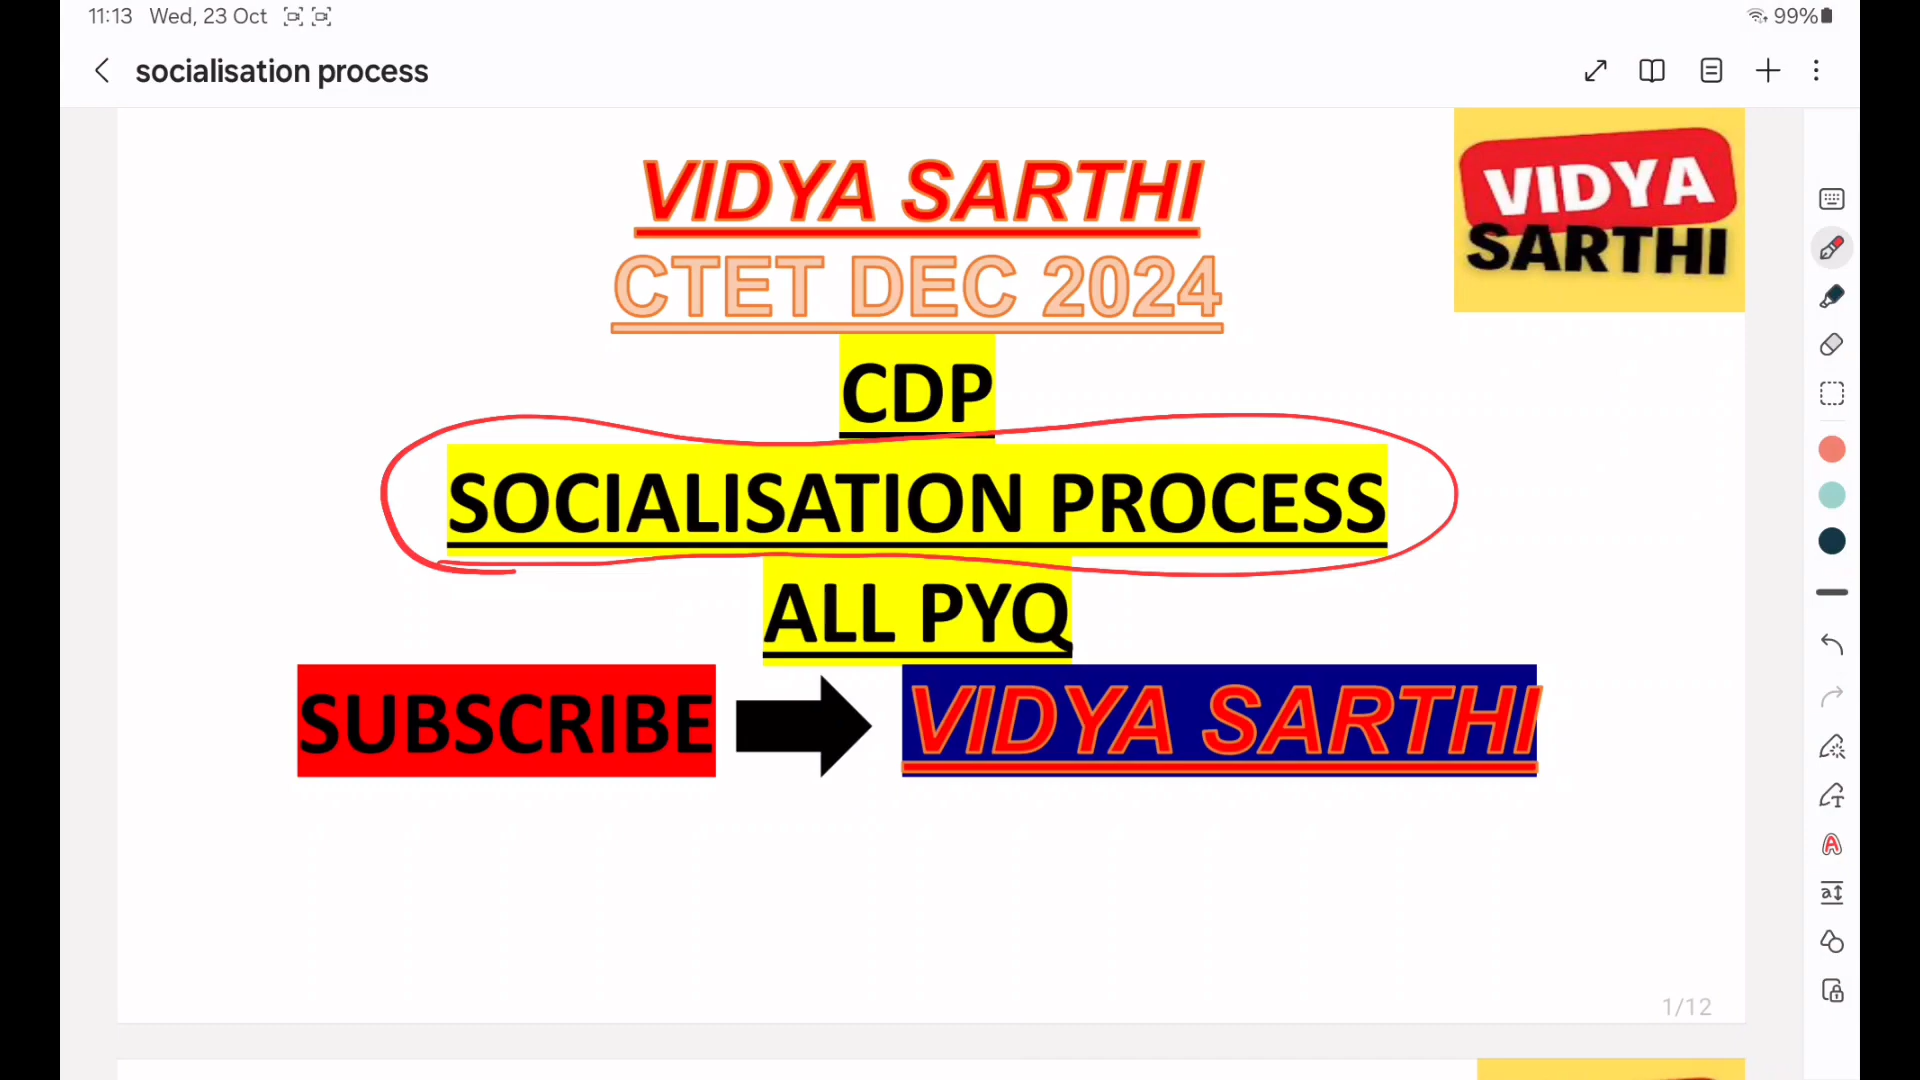 11:13 Wed, 23 Oct 99%
socialisation process
VIDYA SARTHI
VIDYA
SARTHI
CTET DEC 2024
CDP
SOCIALISATION PROCESS
ALL PYQ
SUBSCRIBE VIDYA SARTHI
1/12